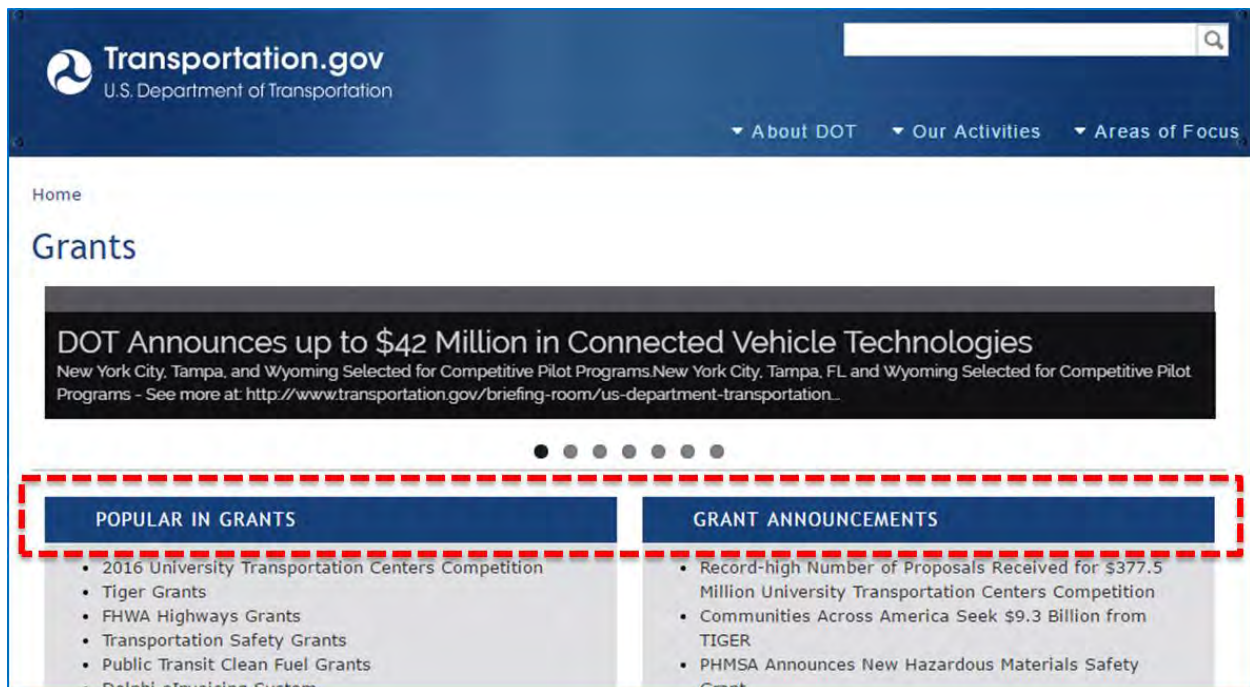 Transportation.gov
U.S. Department of Transportation
About DOT
Our Activities
Areas of Focus
Home
Grants
DOT Announces up to $42 Million in Connected Vehicle Technologies
New York City, Tampa, and Wyoming Selected for Competitive Pilot Programs.New York City, Tampa, FL and Wyoming Selected for Competitive Pilot
Programs - See more at: http://www.transportation.gov/briefing-room/us-department-transportation...
POPULAR IN GRANTS
• 2016 University Transportation Centers Competition
• Tiger Grants
• FHWA Highways Grants
• Transportation Safety Grants
• Public Transit Clean Fuel Grants
• Delphi eInvoicing System
GRANT ANNOUNCEMENTS
• Record-high Number of Proposals Received for $377.5
Million University Transportation Centers Competition
• Communities Across America Seek $9.3 Billion from
TIGER
• PHMSA Announces New Hazardous Materials Safety
Grant